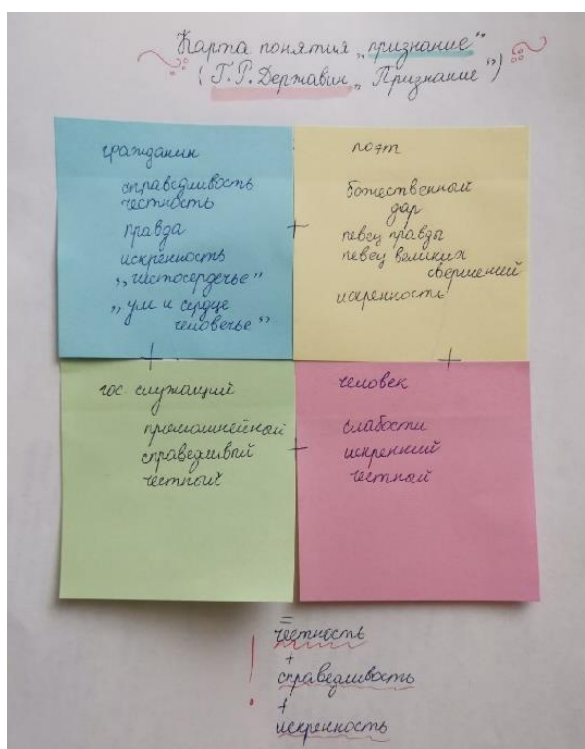 Карта понятия „признание"
(Г.Р.Державин „Признание")
гражданин
справедливость
честность
правда
искренность
„чистосердечье"
„ум и сердце
человечье"
+
поэт
божественный
дар
певец правды
певец великих
свершений
искренность
+
+
гос. служащий
прямолинейный
справедливый
честный
+
человек
слабости
искренний
честный
=
честность
+
справедливость
+
искренность
!